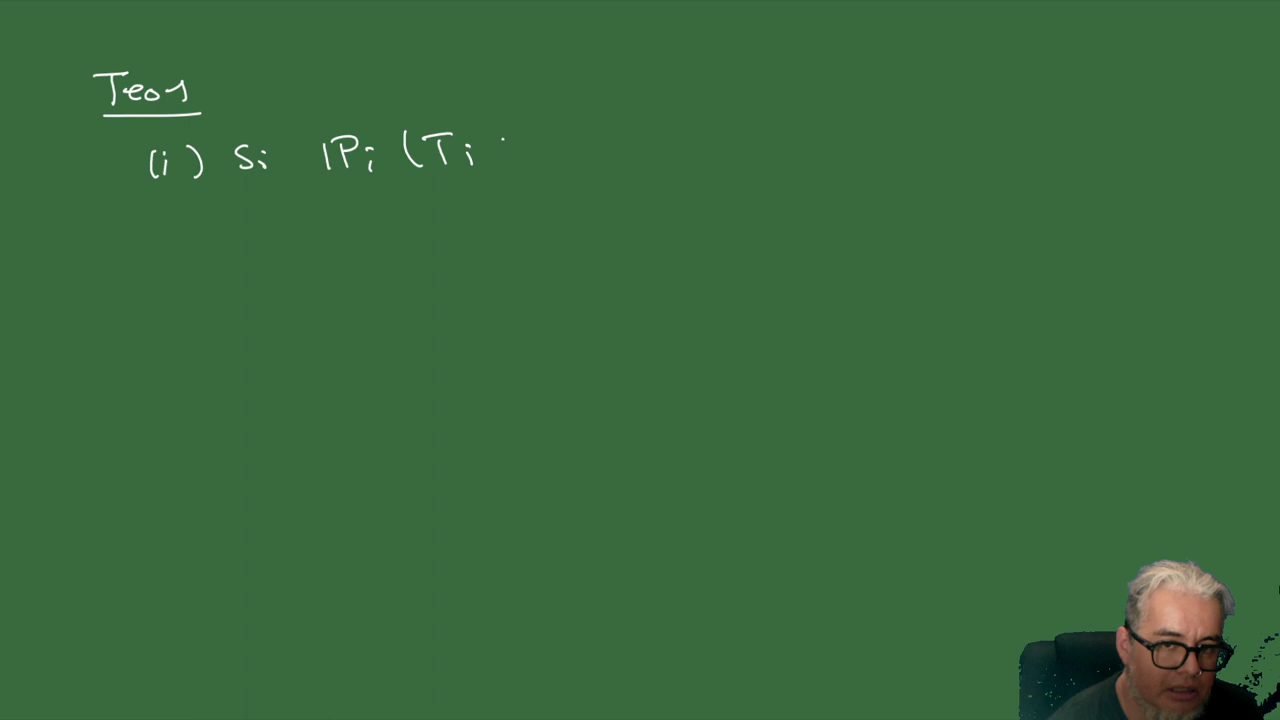 Teo1
(i) Si ℙᵢ (Tᵢ